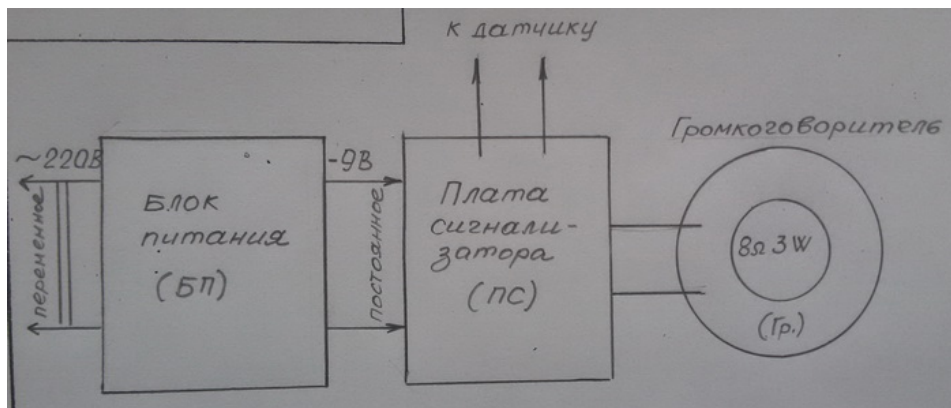 к датчику
Громкоговоритель
~220В
-9В
переменное
Блок
питания
(БП)
постоянное
Плата
сигнали-
затора
(ПС)
8Ω 3W
(Гр.)